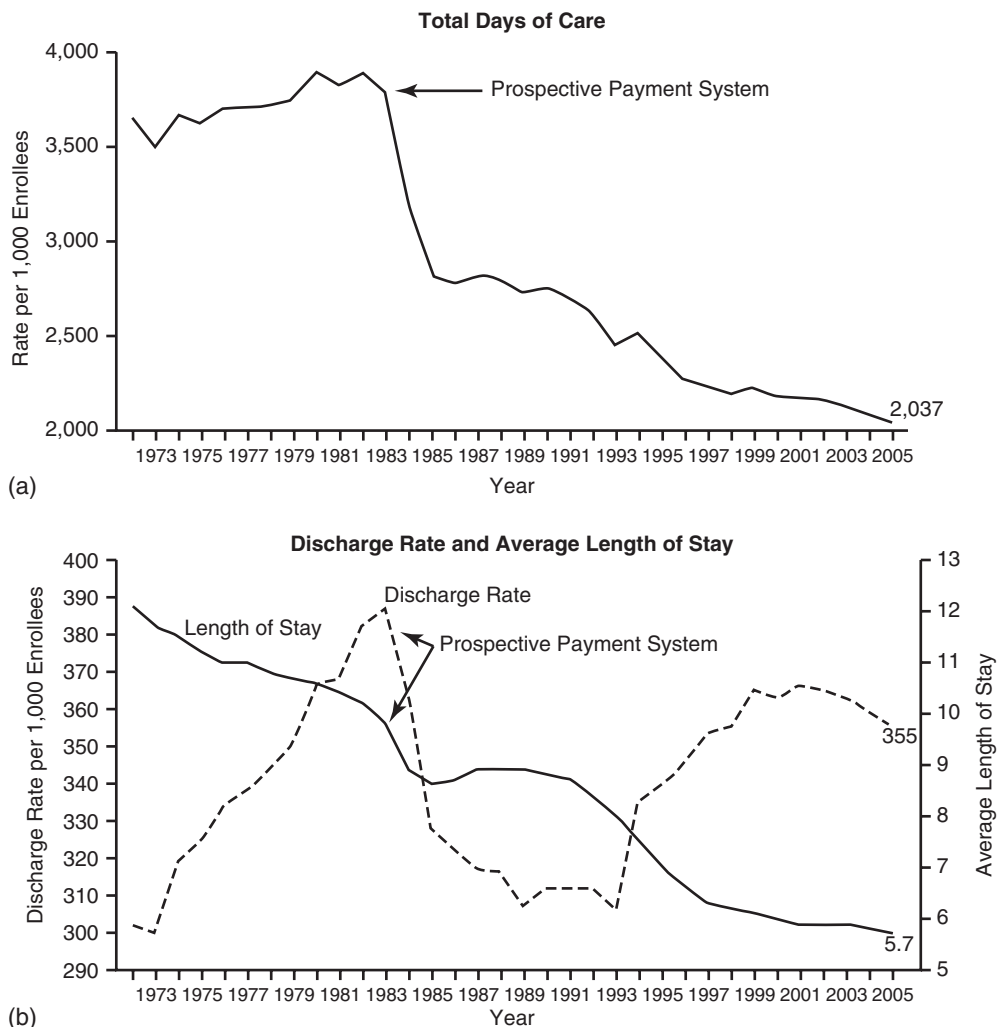 Total Days of Care
4,000
3,500
3,000
2,500
2,000
Rate per 1,000 Enrollees
Prospective Payment System
2,037
1973 1975 1977 1979 1981 1983 1985 1987 1989 1991 1993 1995 1997 1999 2001 2003 2005
Year
(a)
Discharge Rate and Average Length of Stay
400
390
380
370
360
350
340
330
320
310
300
290
Discharge Rate per 1,000 Enrollees
Length of Stay
Discharge Rate
Prospective Payment System
355
5.7
13
12
11
10
9
8
7
6
5
Average Length of Stay
1973 1975 1977 1979 1981 1983 1985 1987 1989 1991 1993 1995 1997 1999 2001 2003 2005
Year
(b)